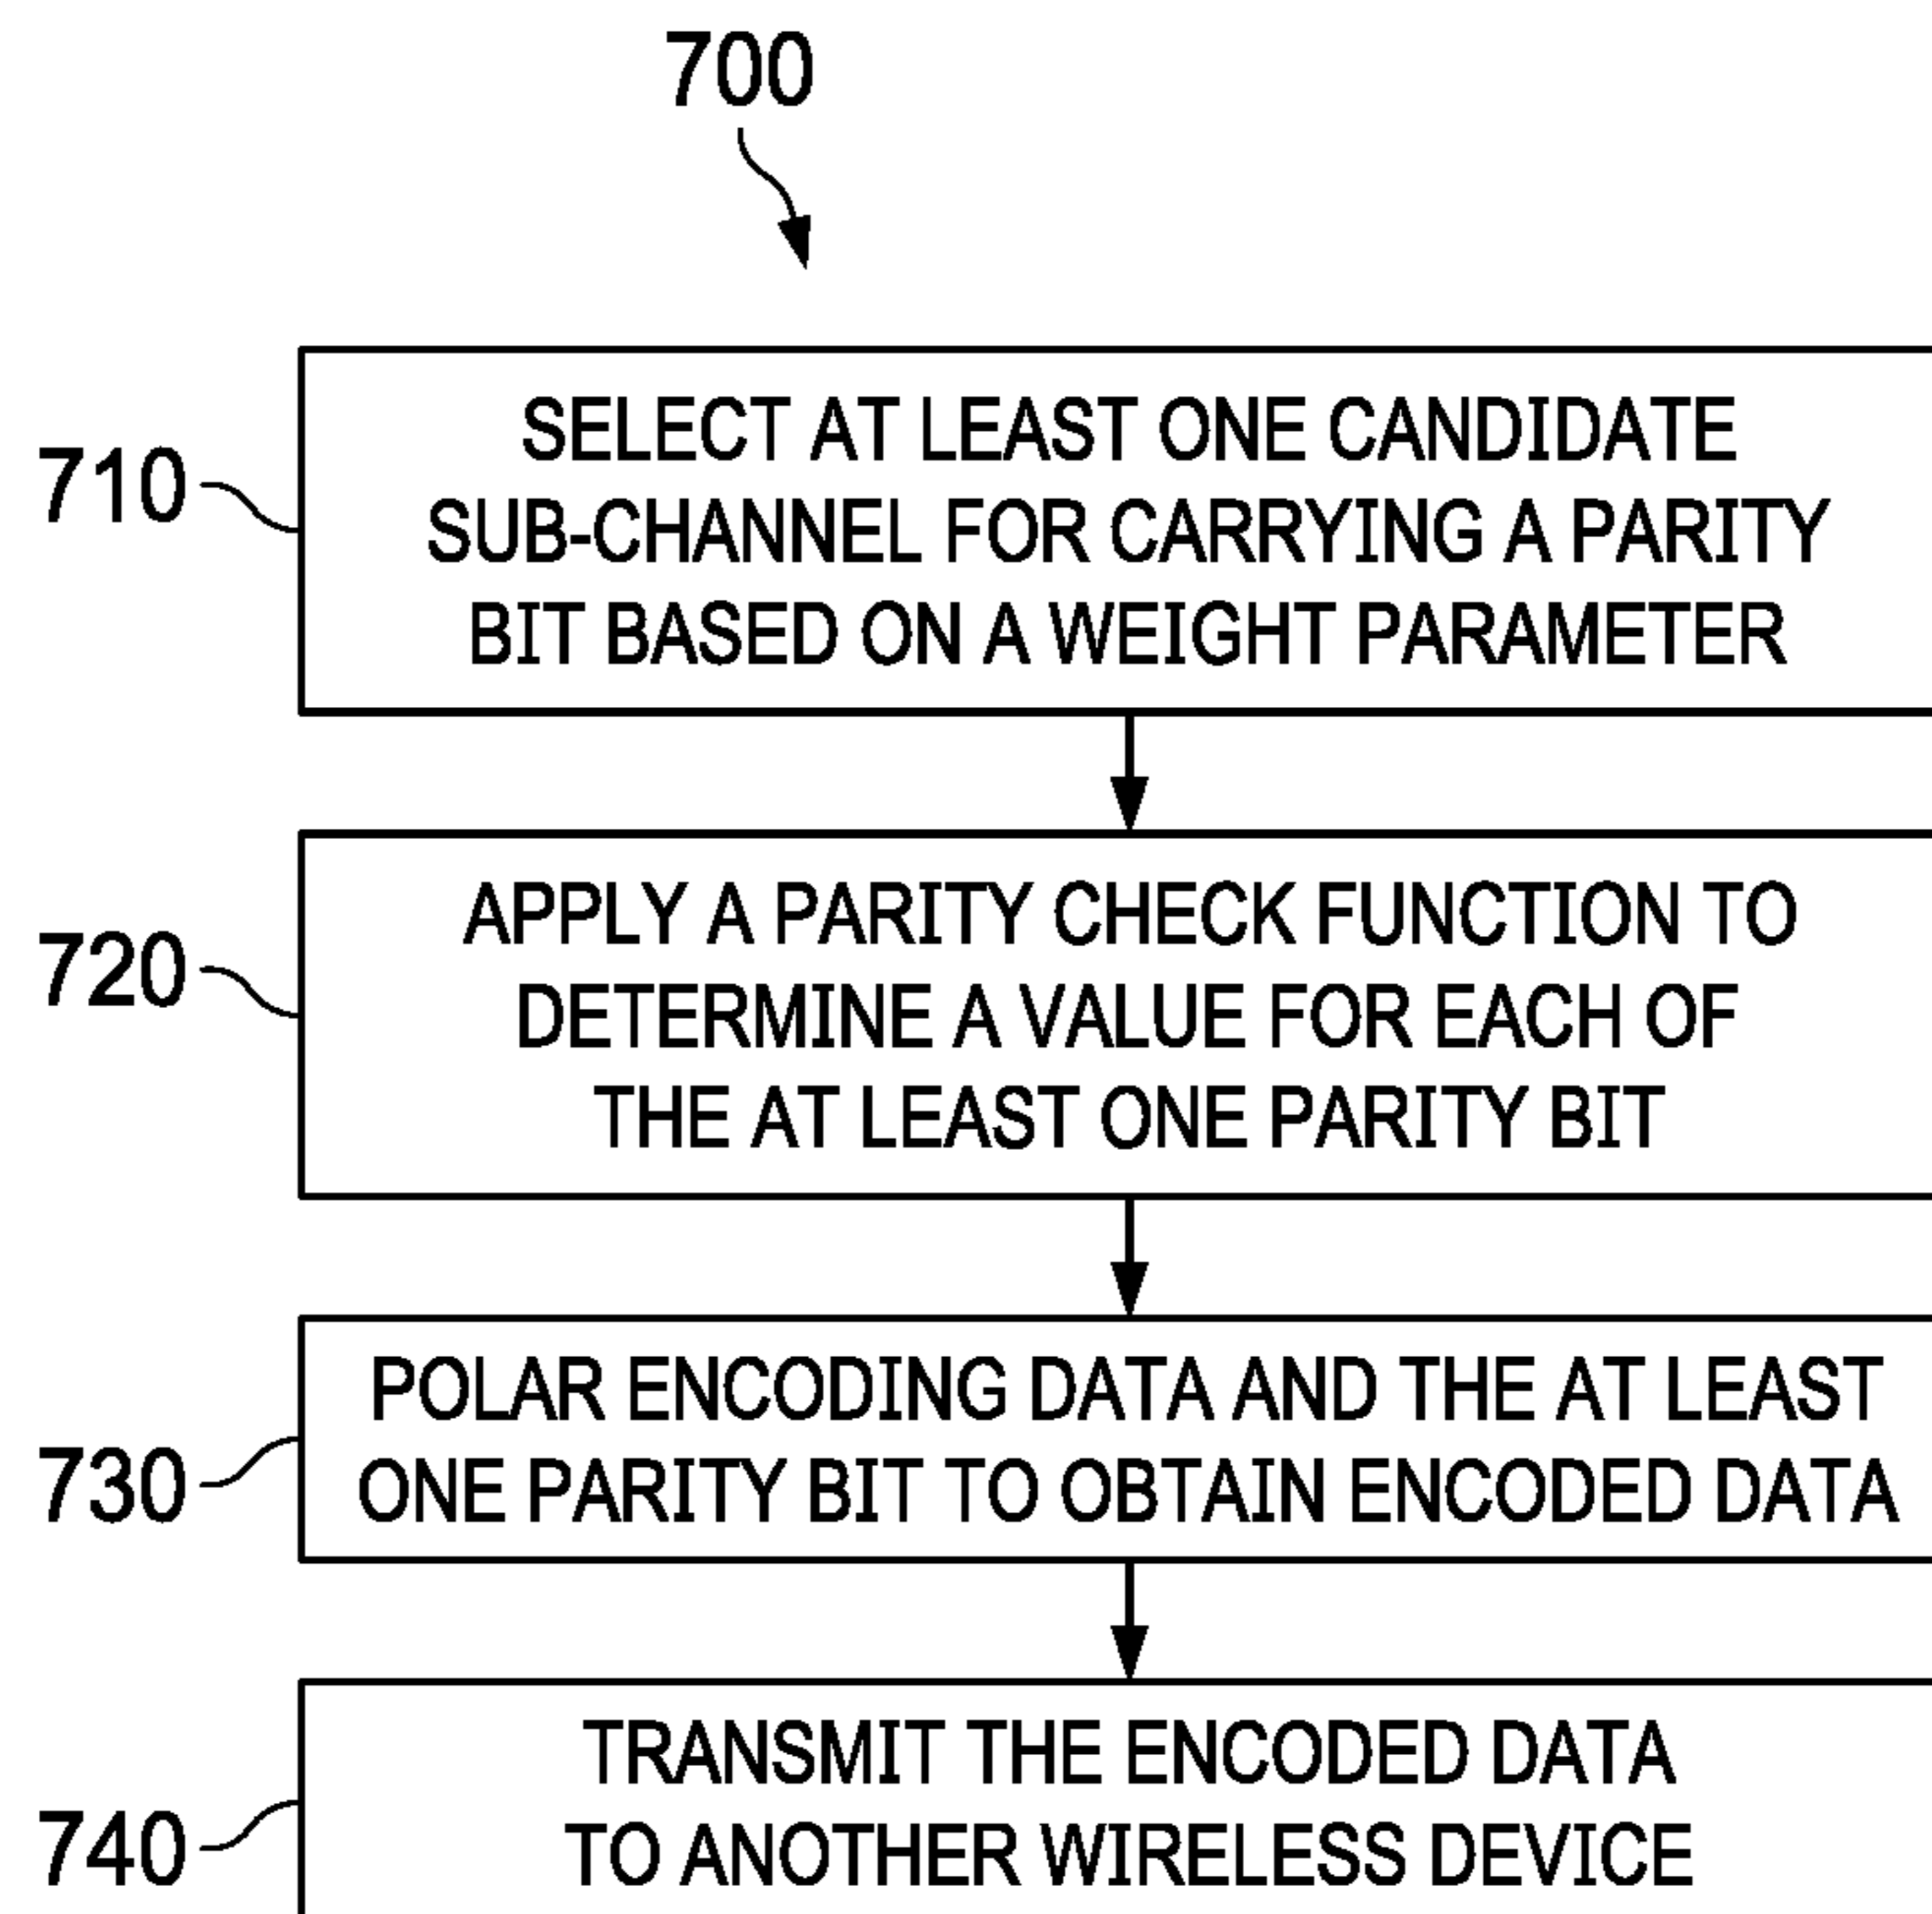 700
710
SELECT AT LEAST ONE CANDIDATE
SUB-CHANNEL FOR CARRYING A PARITY
BIT BASED ON A WEIGHT PARAMETER
720
APPLY A PARITY CHECK FUNCTION TO
DETERMINE A VALUE FOR EACH OF
THE AT LEAST ONE PARITY BIT
730
POLAR ENCODING DATA AND THE AT LEAST
ONE PARITY BIT TO OBTAIN ENCODED DATA
740
TRANSMIT THE ENCODED DATA
TO ANOTHER WIRELESS DEVICE